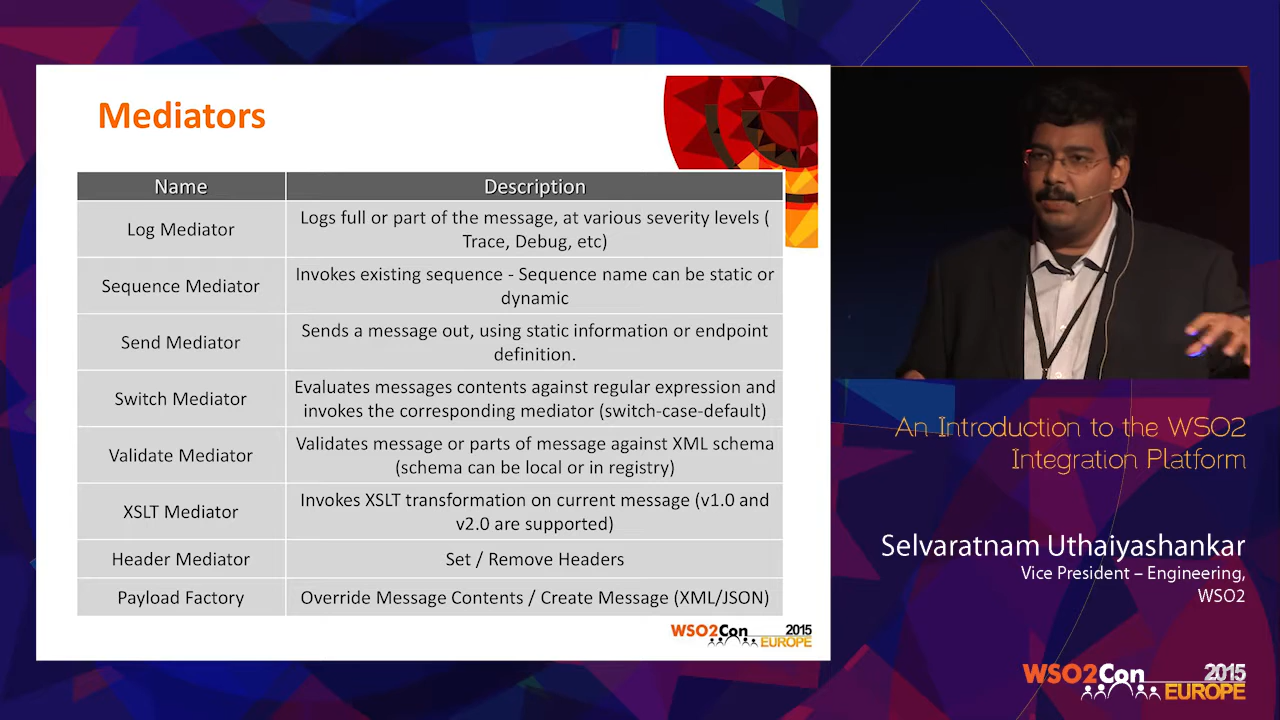 Mediators
Name
Description
Log Mediator
Logs full or part of the message, at various severity levels (
Trace, Debug, etc)
Sequence Mediator
Invokes existing sequence - Sequence name can be static or
dynamic
Send Mediator
Sends a message out, using static information or endpoint
definition.
Switch Mediator
Evaluates messages contents against regular expression and
invokes the corresponding mediator (switch-case-default)
Validate Mediator
Validates message or parts of message against XML schema
(schema can be local or in registry)
XSLT Mediator
Invokes XSLT transformation on current message (v1.0 and
v2.0 are supported)
Header Mediator
Set / Remove Headers
Payload Factory
Override Message Contents / Create Message (XML/JSON)
WSO2Con 2015
EUROPE
An Introduction to the WSO2
Integration Platform
Selvaratnam Uthaiyashankar
Vice President – Engineering,
WSO2
WSO2Con 2015
EUROPE